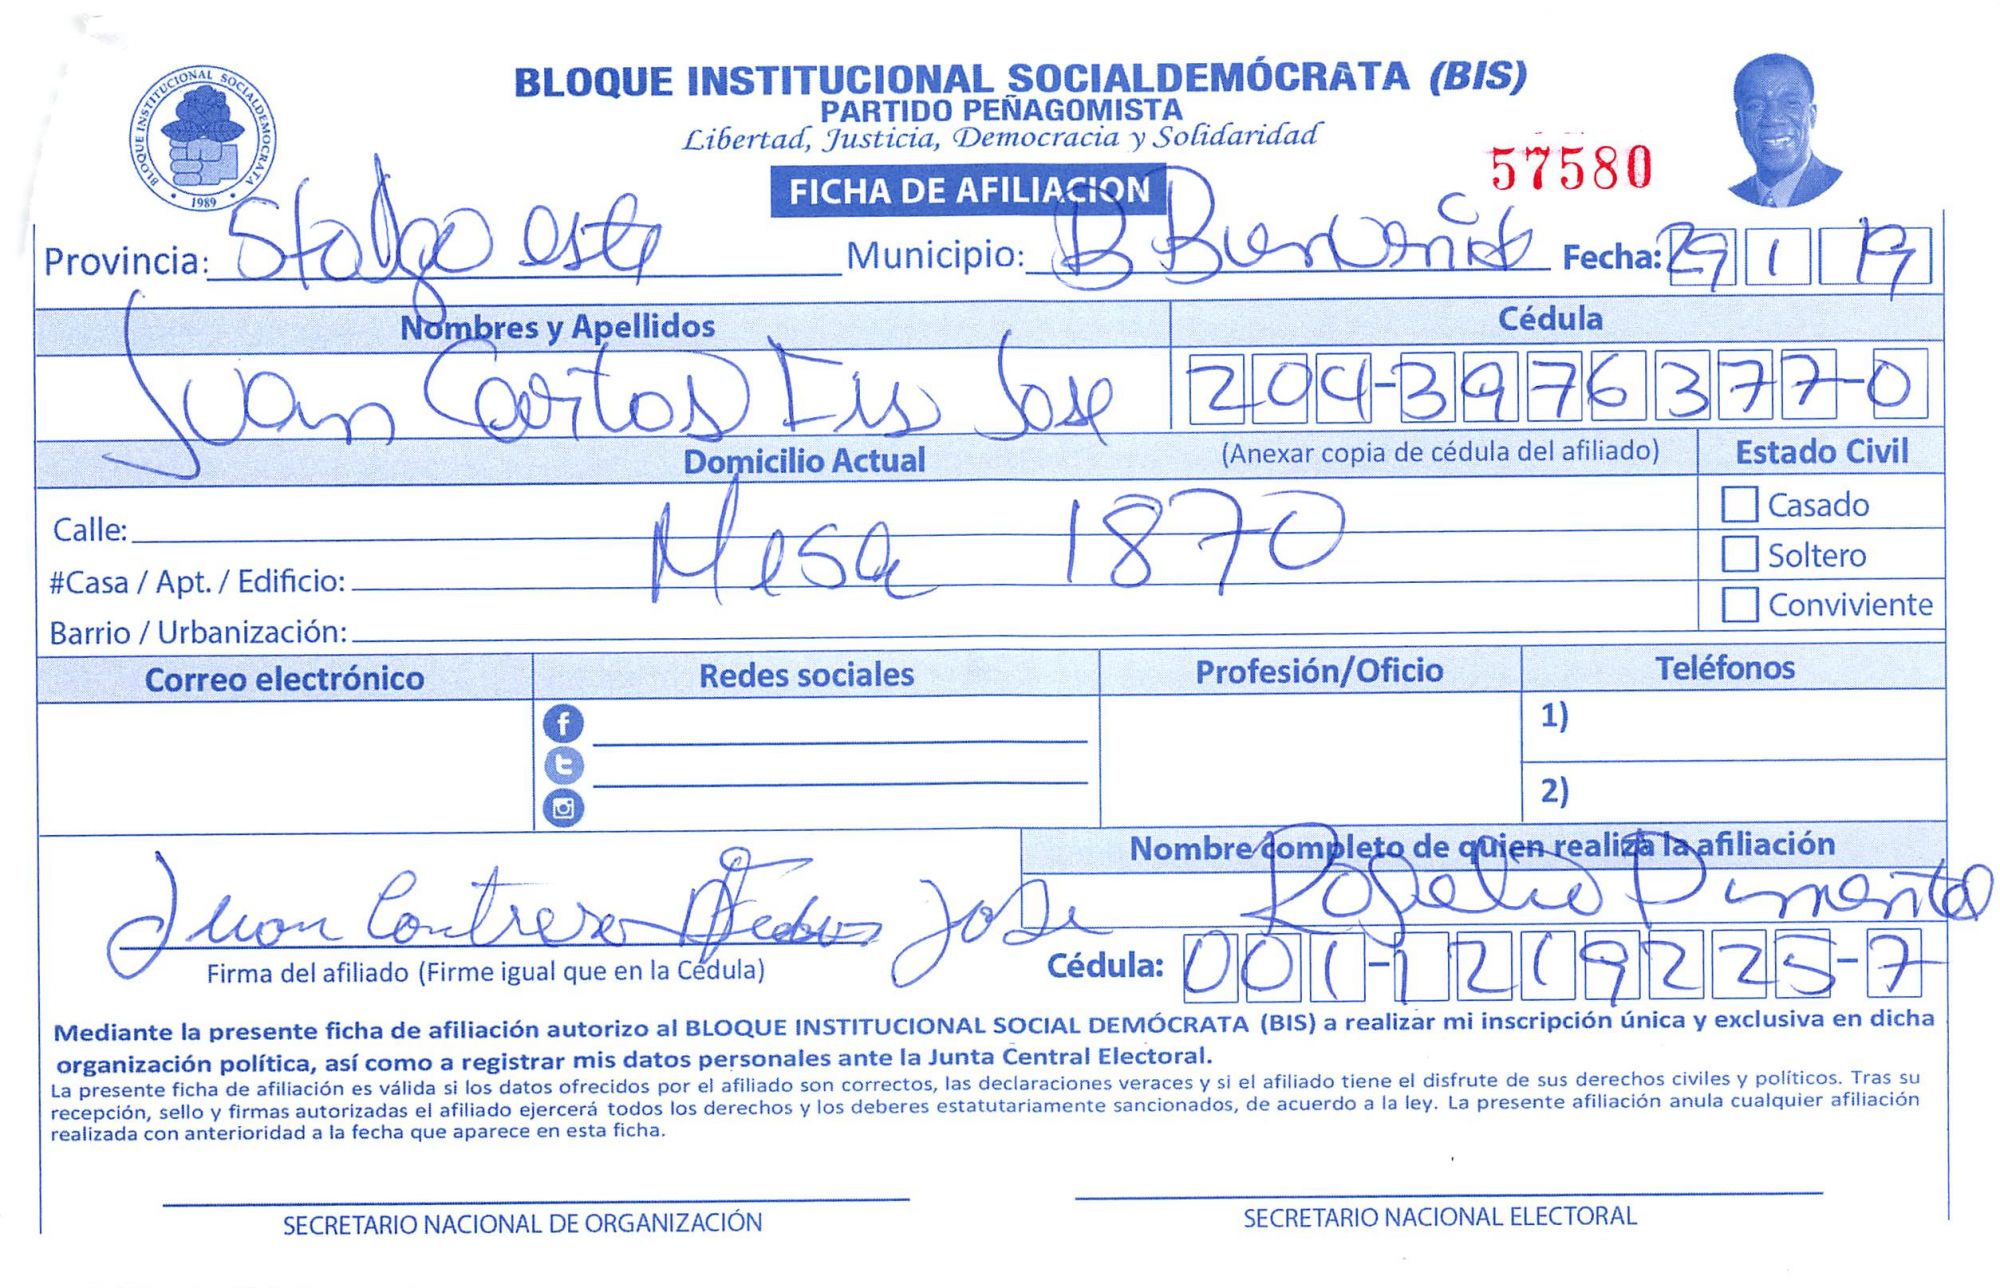 BLOQUE INSTITUCIONAL SOCIALDEMÓCRATA
1989
BLOQUE INSTITUCIONAL SOCIALDEMÓCRATA (BIS)
PARTIDO PEÑAGOMISTA
Libertad, Justicia, Democracia y Solidaridad
57580
FICHA DE AFILIACION
Provincia: este Municipio: B Fecha: 29 1 19
Nombres y Apellidos Cédula
Juan Jose 204-3976377-0
Domicilio Actual (Anexar copia de cédula del afiliado) Estado Civil
Calle: Mesa 1870 Casado
#Casa / Apt. / Edificio: Soltero
Barrio / Urbanización: Conviviente
Correo electrónico Redes sociales Profesión/Oficio Teléfonos
1)
2)
Nombre completo de quien realiza la afiliación
Juan José Rogelio Pimentel
Firma del afiliado (Firme igual que en la Cédula) Cédula: 001-1219225-7
Mediante la presente ficha de afiliación autorizo al BLOQUE INSTITUCIONAL SOCIAL DEMÓCRATA (BIS) a realizar mi inscripción única y exclusiva en dicha
organización política, así como a registrar mis datos personales ante la Junta Central Electoral.
La presente ficha de afiliación es válida si los datos ofrecidos por el afiliado son correctos, las declaraciones veraces y si el afiliado tiene el disfrute de sus derechos civiles y políticos. Tras su
recepción, sello y firmas autorizadas el afiliado ejercerá todos los derechos y los deberes estatutariamente sancionados, de acuerdo a la ley. La presente afiliación anula cualquier afiliación
realizada con anterioridad a la fecha que aparece en esta ficha.
SECRETARIO NACIONAL DE ORGANIZACIÓN SECRETARIO NACIONAL ELECTORAL